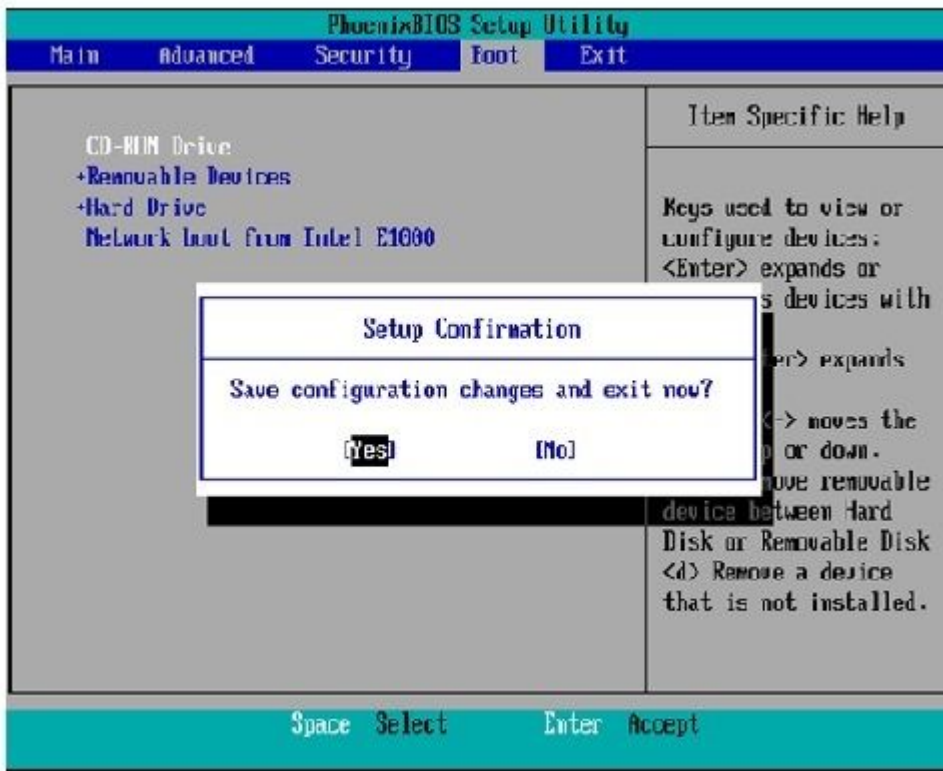 PhoenixBIOS Setup Utility
Main Advanced Security Boot Exit
CD-ROM Drive
+Removable Devices
+Hard Drive
Network boot from Intel E1000
Item Specific Help
Keys used to view or
configure devices:
<Enter> expands or
devices with
expands
<-> moves the
or down.
removable
device between Hard
Disk or Removable Disk
<d> Remove a device
that is not installed.
Setup Confirmation
Save configuration changes and exit now?
[Yes] [No]
Space Select Enter Accept